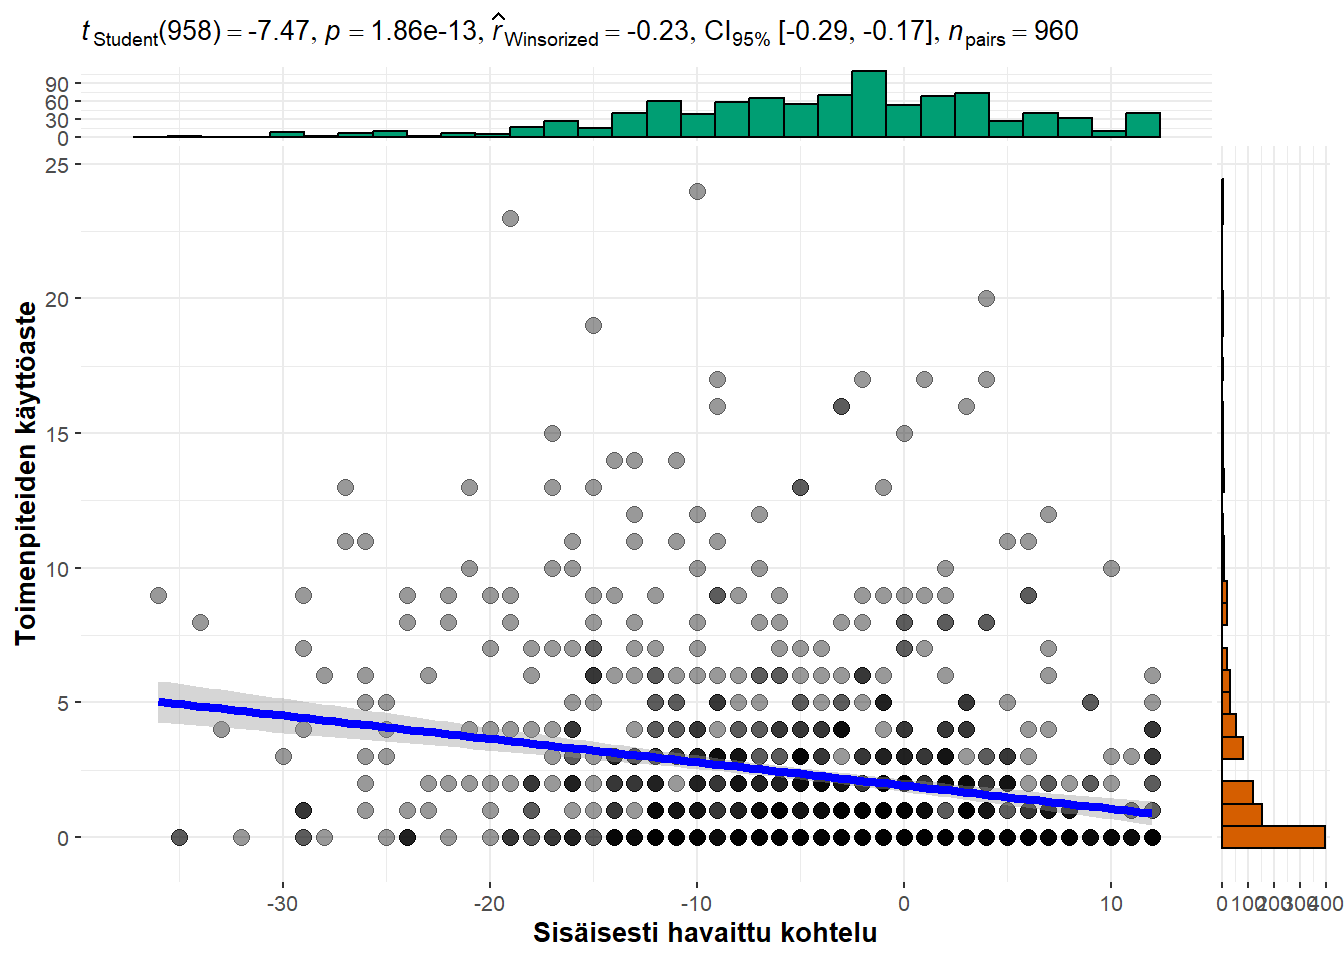 t Student(958) = -7.47, p = 1.86e-13, r̂ Winsorized = -0.23, CI95% [-0.29, -0.17], n pairs = 960
90
60
30
0
25
20
15
10
5
0
Toimenpiteiden käyttöaste
-30 -20 -10 0 10
0 100 200 300 400
Sisäisesti havaittu kohtelu